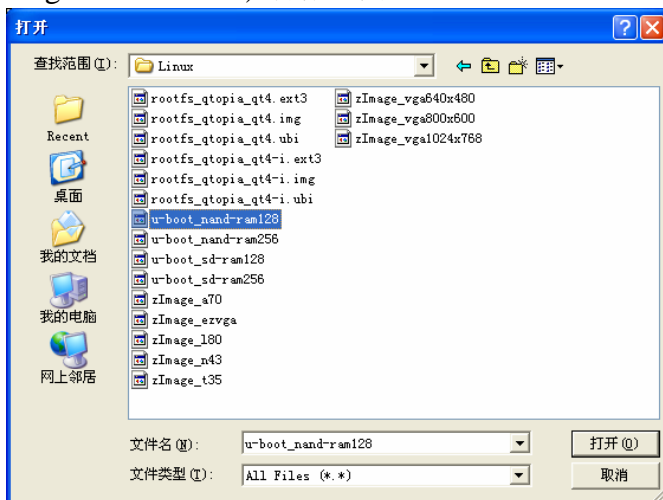 打开
查找范围(I):
Linux
Recent
桌面
我的文档
我的电脑
网上邻居
rootfs_qtopia_qt4.ext3
rootfs_qtopia_qt4.img
rootfs_qtopia_qt4.ubi
rootfs_qtopia_qt4-i.ext3
rootfs_qtopia_qt4-i.img
rootfs_qtopia_qt4-i.ubi
u-boot_nand-ram128
u-boot_nand-ram256
u-boot_sd-ram128
u-boot_sd-ram256
zImage_a70
zImage_ezvga
zImage_l80
zImage_n43
zImage_t35
zImage_vga640x480
zImage_vga800x600
zImage_vga1024x768
文件名(N):
u-boot_nand-ram128
打开(O)
文件类型(T):
All Files (*.*)
取消